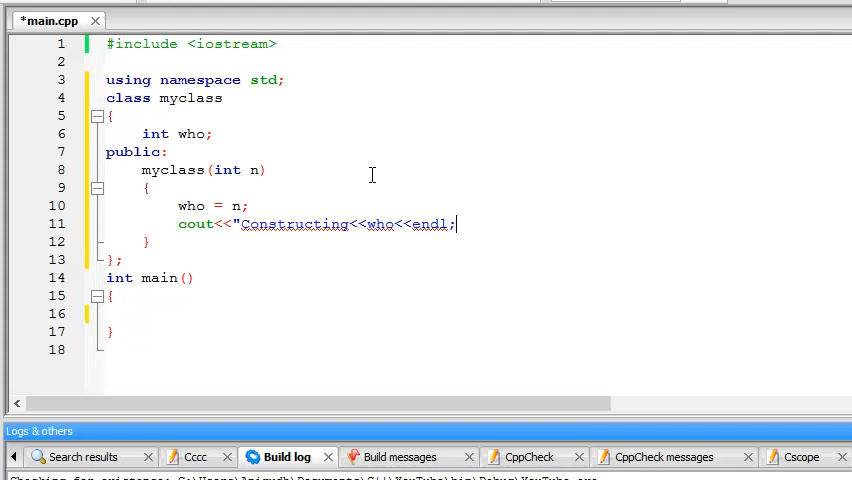 *main.cpp
1 #include <iostream>
2
3 using namespace std;
4 class myclass
5 {
6 int who;
7 public:
8 myclass(int n)
9 {
10 who = n;
11 cout<<"Constructing<<who<<endl;
12 }
13 };
14 int main()
15 {
16
17 }
18
Logs & others
Search results Cccc Build log Build messages CppCheck CppCheck messages Cscope